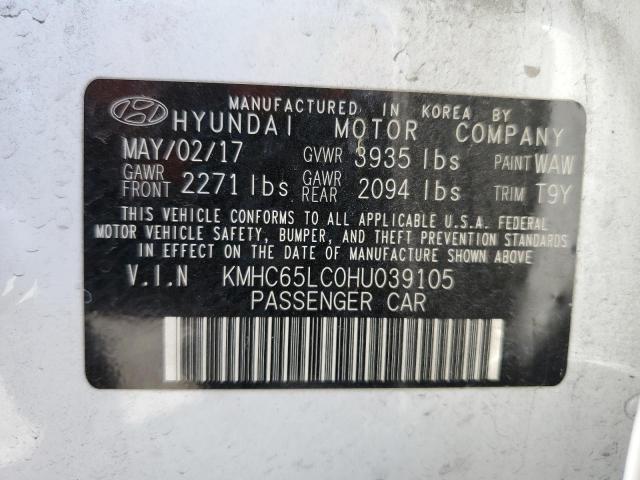 MANUFACTURED IN KOREA BY
HYUNDAI MOTOR COMPANY
MAY/02/17 GVWR 3935 lbs PAINT WAW
GAWR FRONT 2271 lbs GAWR REAR 2094 lbs TRIM T9Y
THIS VEHICLE CONFORMS TO ALL APPLICABLE U.S.A. FEDERAL
MOTOR VEHICLE SAFETY, BUMPER, AND THEFT PREVENTION STANDARDS
IN EFFECT ON THE DATE OF MANUFACTURE SHOWN ABOVE.
V.I.N KMHC65LC0HU039105
PASSENGER CAR